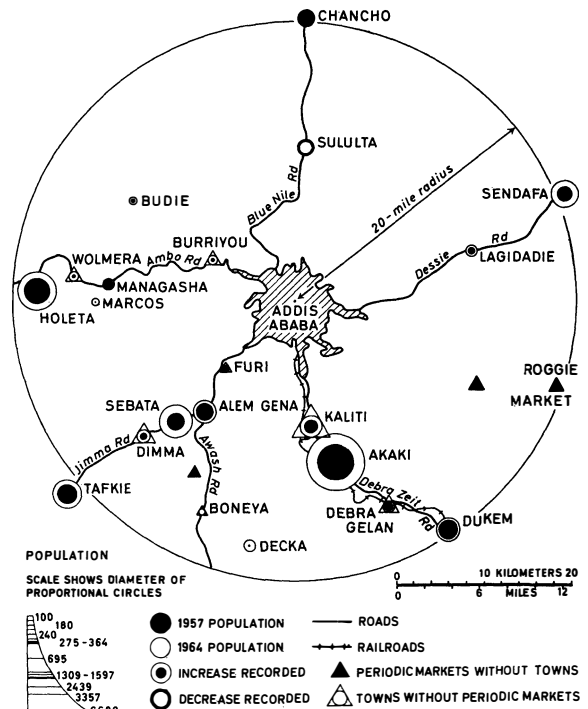 CHANCHO
SULULTA
Blue Nile Rd
20-mile radius
SENDAFA
BUDIE
BURRIYOU
Dessie Rd
LAGIDADIE
WOLMERA
Ambo Rd
MANAGASHA
MARCOS
HOLETA
ADDIS
ABABA
FURI
ROGGIE
MARKET
SEBATA
ALEM GENA
KALITI
DIMMA
Jimma Rd
AKAKI
TAFKIE
Awash Rd
Debra Zeit Rd
BONEYA
DEBRA
GELAN
DUKEM
DECKA
POPULATION
SCALE SHOWS DIAMETER OF
PROPORTIONAL CIRCLES
0 10 KILOMETERS 20
0 6 MILES 12
100
180
240
275-364
695
1309-1597
2439
3357
1957 POPULATION
1964 POPULATION
INCREASE RECORDED
DECREASE RECORDED
ROADS
RAILROADS
PERIODIC MARKETS WITHOUT TOWNS
TOWNS WITHOUT PERIODIC MARKETS